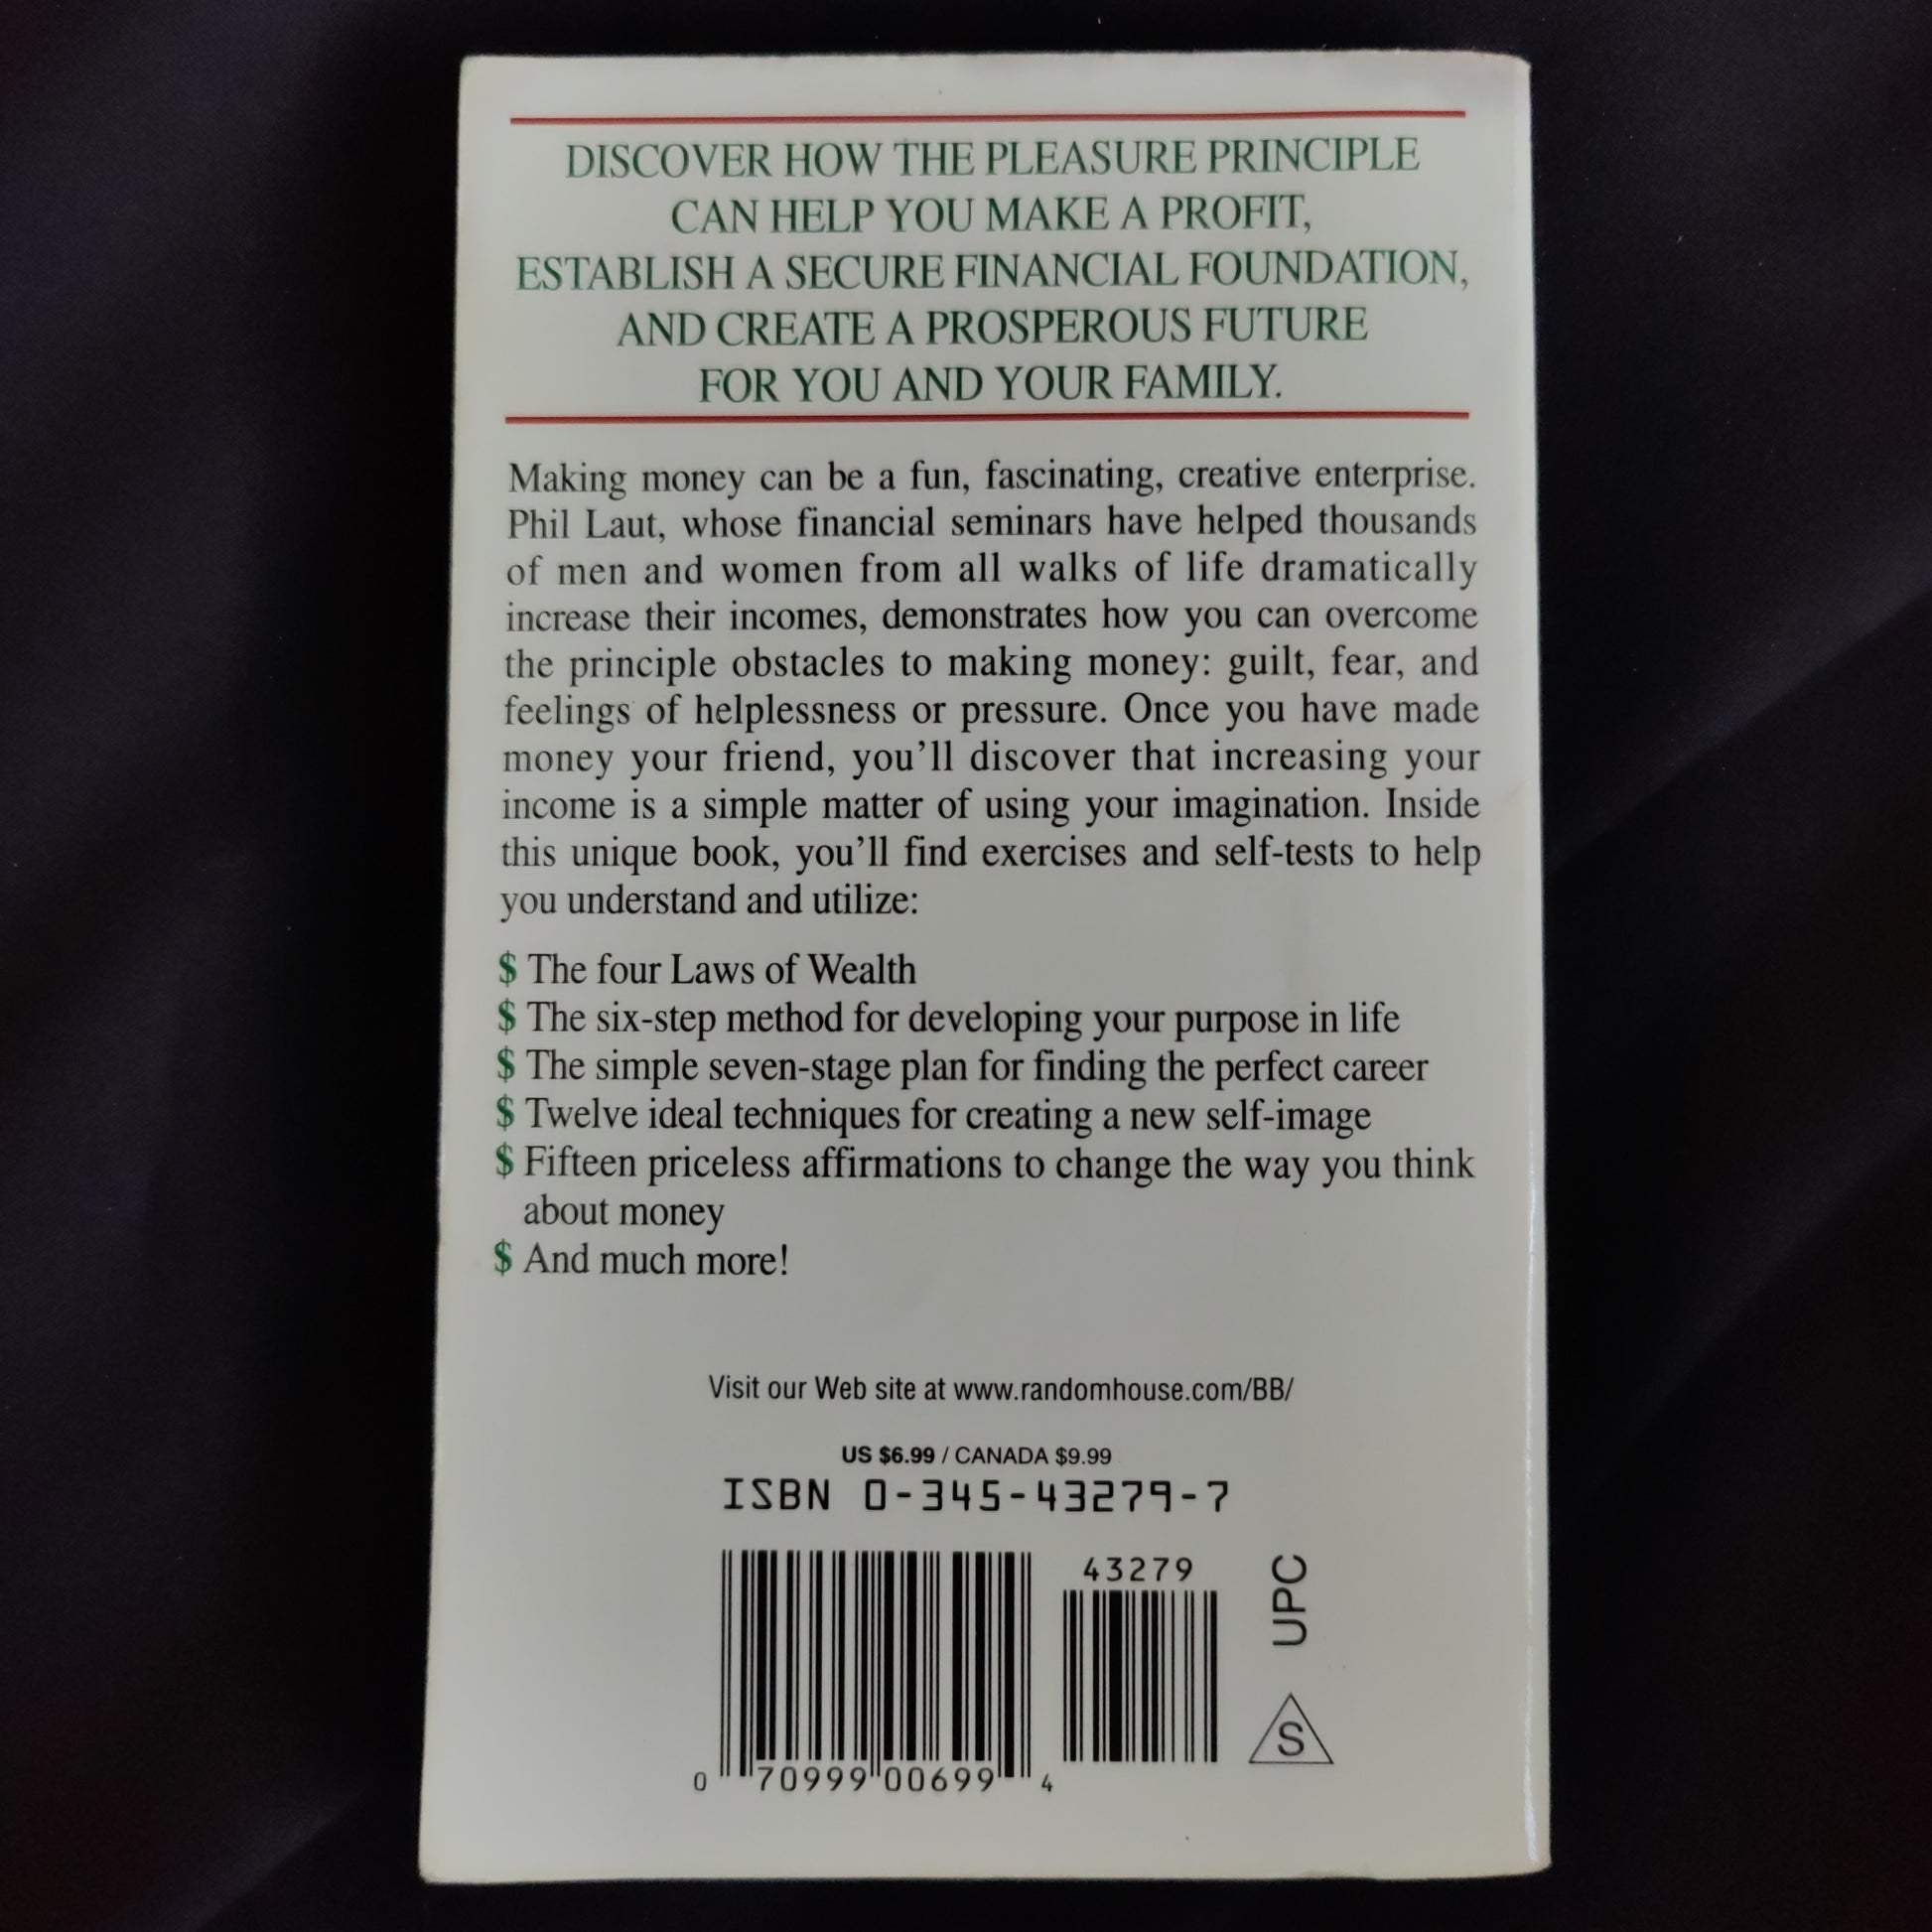 DISCOVER HOW THE PLEASURE PRINCIPLE
CAN HELP YOU MAKE A PROFIT,
ESTABLISH A SECURE FINANCIAL FOUNDATION,
AND CREATE A PROSPEROUS FUTURE
FOR YOU AND YOUR FAMILY.
Making money can be a fun, fascinating, creative enterprise.
Phil Laut, whose financial seminars have helped thousands
of men and women from all walks of life dramatically
increase their incomes, demonstrates how you can overcome
the principle obstacles to making money: guilt, fear, and
feelings of helplessness or pressure. Once you have made
money your friend, you'll discover that increasing your
income is a simple matter of using your imagination. Inside
this unique book, you'll find exercises and self-tests to help
you understand and utilize:
$ The four Laws of Wealth
$ The six-step method for developing your purpose in life
$ The simple seven-stage plan for finding the perfect career
$ Twelve ideal techniques for creating a new self-image
$ Fifteen priceless affirmations to change the way you think
about money
$ And much more!
Visit our Web site at www.randomhouse.com/BB/
US $6.99 / CANADA $9.99
ISBN 0-345-43279-7
43279
UPC
S
0 70999 00699 4